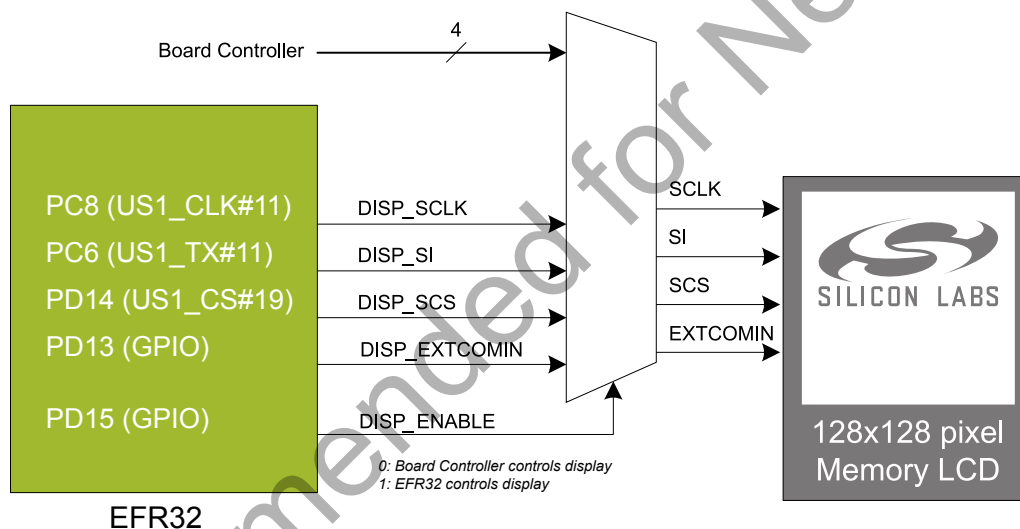 4
Board Controller
PC8 (US1_CLK#11)
PC6 (US1_TX#11)
PD14 (US1_CS#19)
PD13 (GPIO)
PD15 (GPIO)
EFR32
DISP_SCLK
DISP_SI
DISP_SCS
DISP_EXTCOMIN
DISP_ENABLE
0: Board Controller controls display
1: EFR32 controls display
SCLK
SI
SCS
EXTCOMIN
SILICON LABS
128x128 pixel
Memory LCD
for